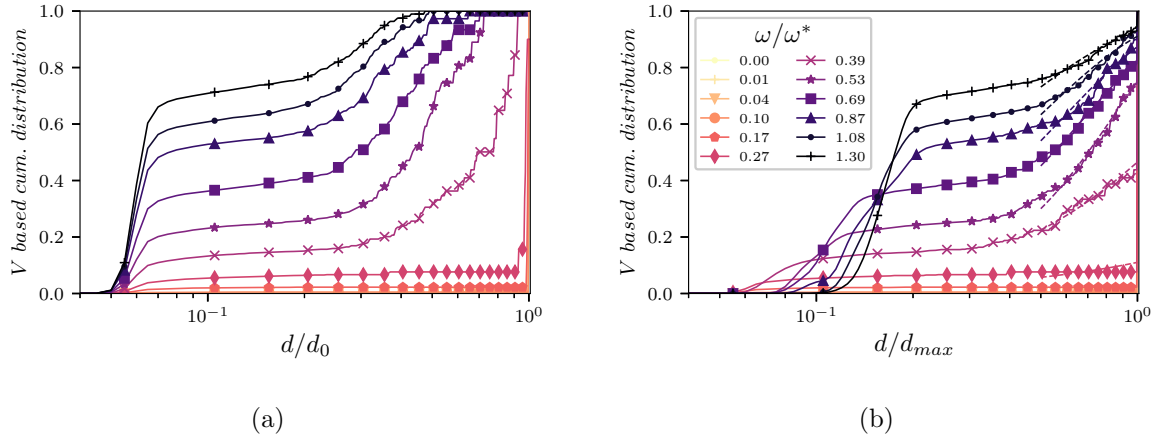 V based cum. distribution
1.0
0.8
0.6
0.4
0.2
0.0
10⁻¹ 10⁰
d/d₀
(a)
V based cum. distribution
1.0
0.8
0.6
0.4
0.2
0.0
ω/ω*
0.00 0.39
0.01 0.53
0.04 0.69
0.10 0.87
0.17 1.08
0.27 1.30
10⁻¹ 10⁰
d/d_max
(b)